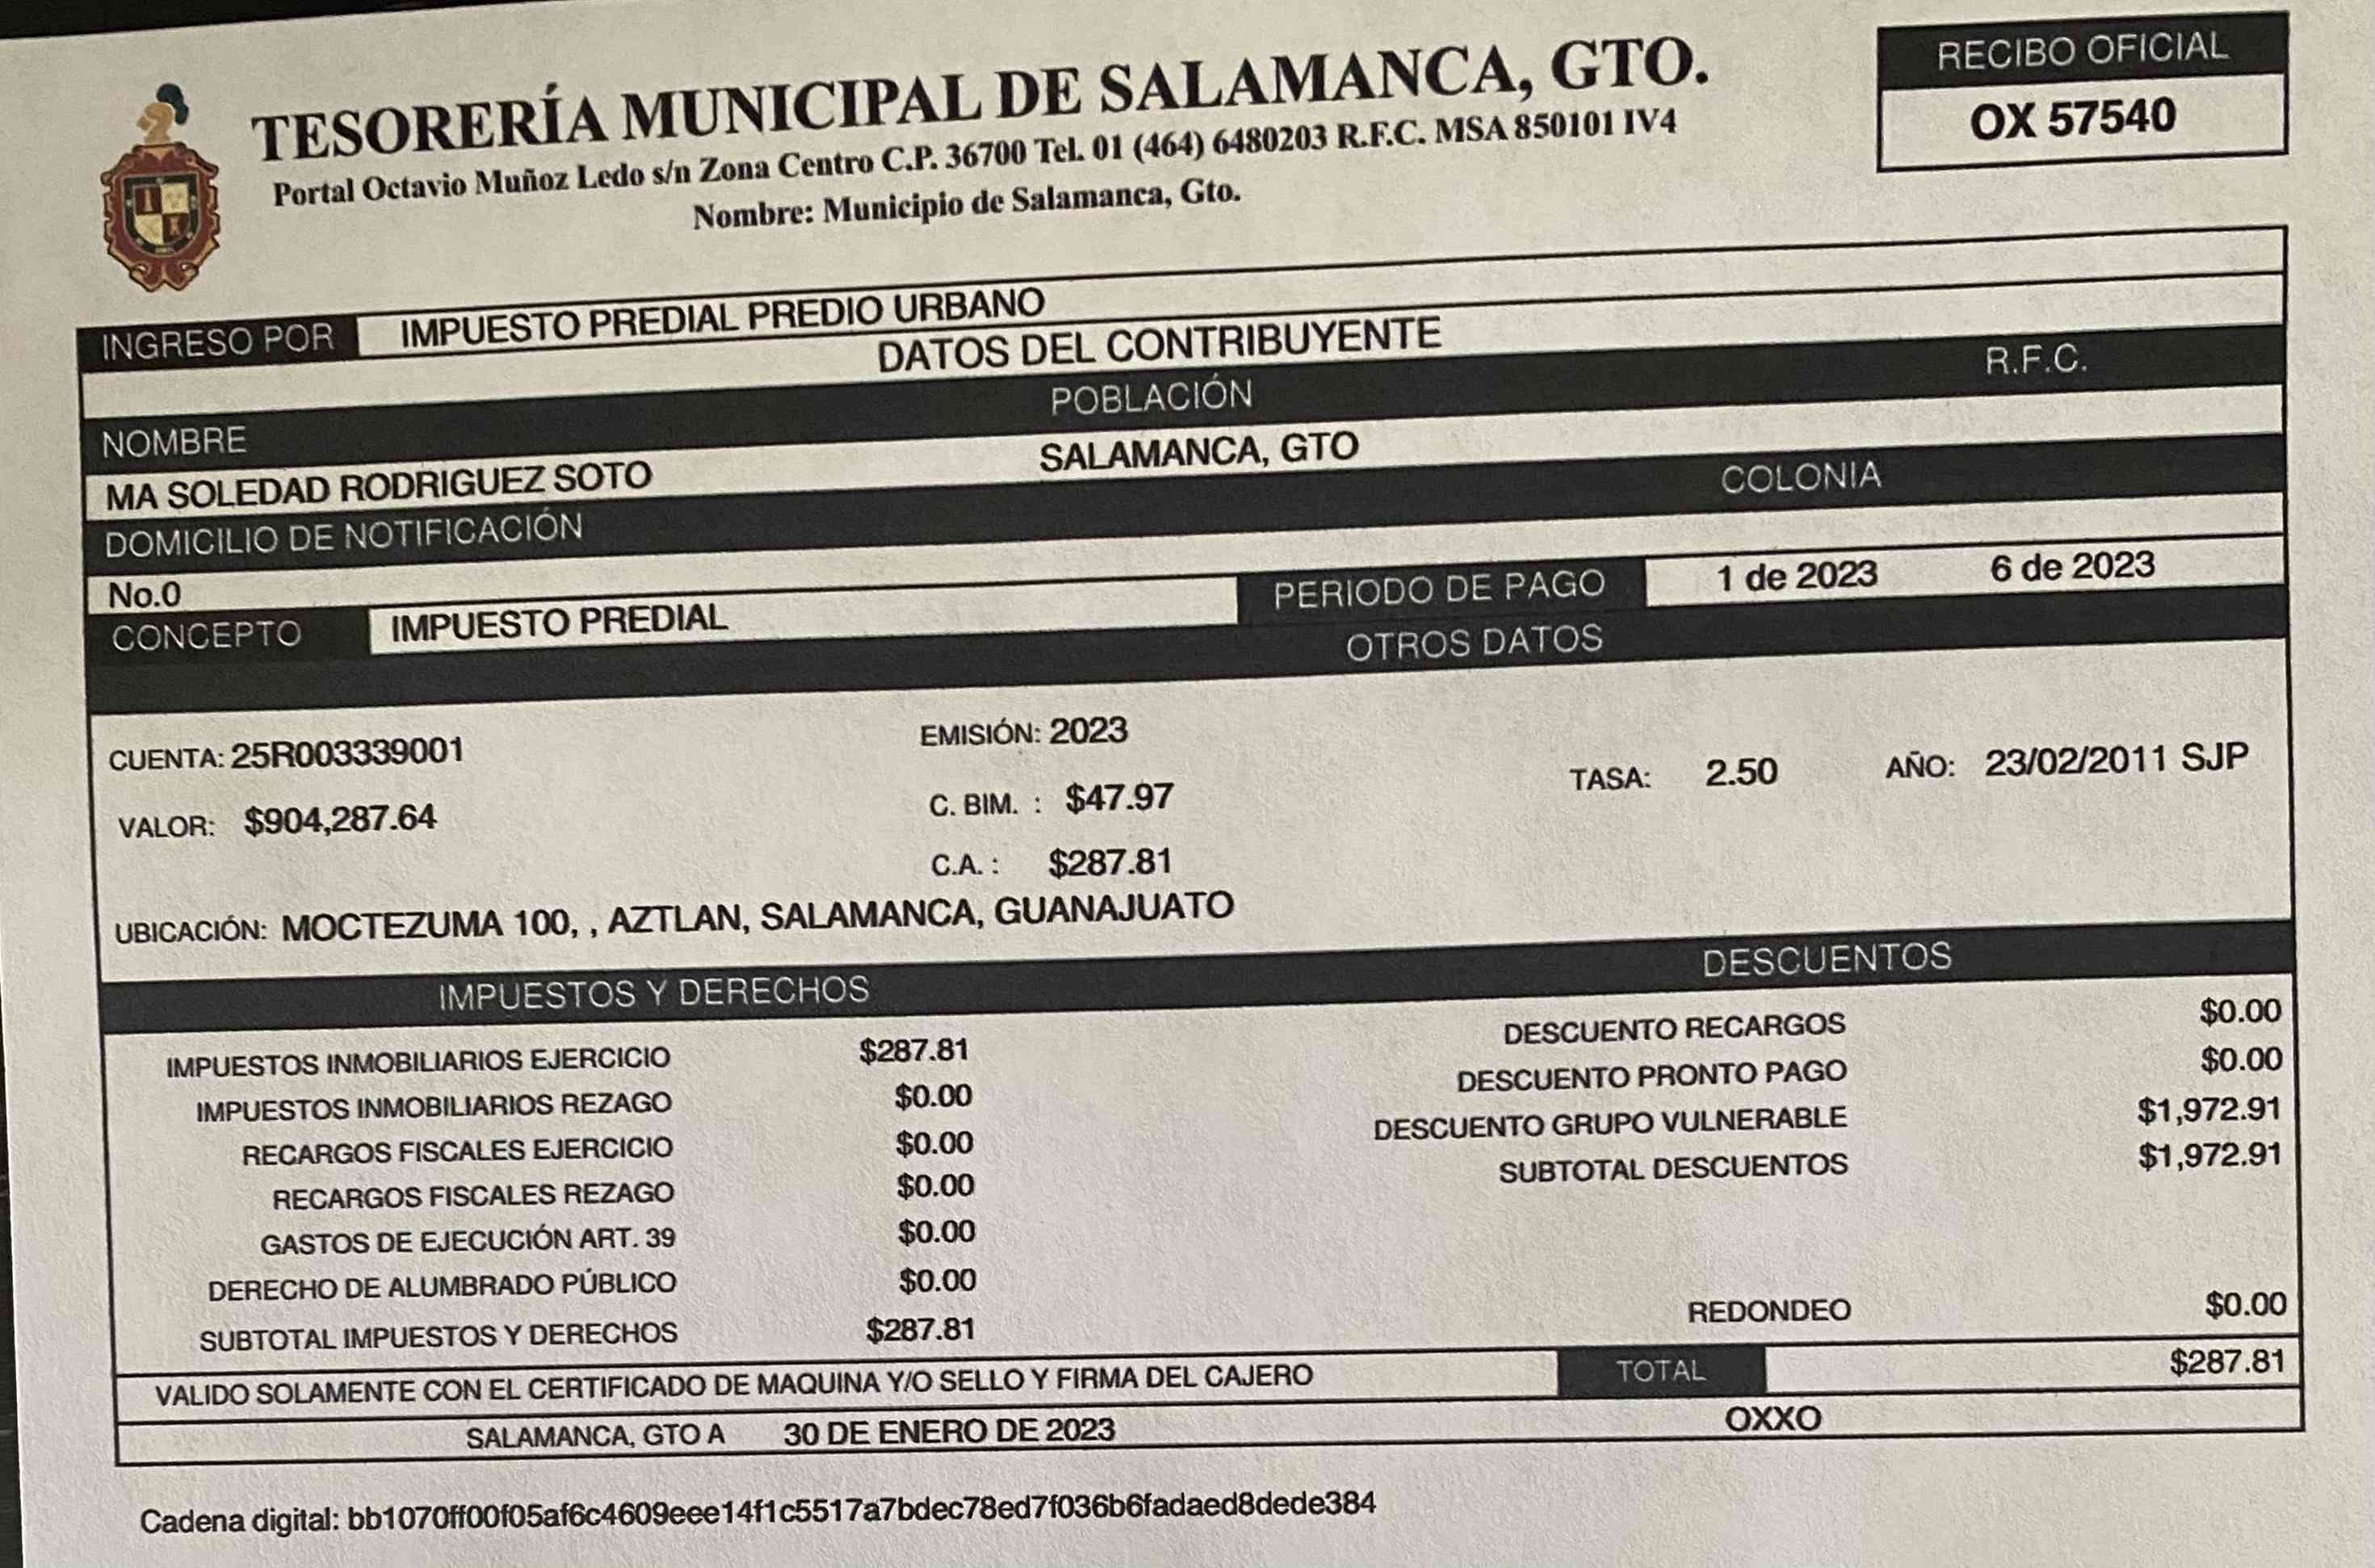 TESORERÍA MUNICIPAL DE SALAMANCA, GTO.
Portal Octavio Muñoz Ledo s/n Zona Centro C.P. 36700 Tel. 01 (464) 6480203 R.F.C. MSA 850101 IV4
Nombre: Municipio de Salamanca, Gto.
RECIBO OFICIAL
OX 57540
INGRESO POR IMPUESTO PREDIAL PREDIO URBANO
DATOS DEL CONTRIBUYENTE
NOMBRE POBLACIÓN R.F.C.
MA SOLEDAD RODRIGUEZ SOTO SALAMANCA, GTO
DOMICILIO DE NOTIFICACIÓN COLONIA
No.0
CONCEPTO IMPUESTO PREDIAL PERIODO DE PAGO 1 de 2023 6 de 2023
OTROS DATOS
CUENTA: 25R003339001 EMISIÓN: 2023
TASA: 2.50 AÑO: 23/02/2011 SJP
VALOR: $904,287.64 C. BIM. : $47.97
C.A. : $287.81
UBICACIÓN: MOCTEZUMA 100, , AZTLAN, SALAMANCA, GUANAJUATO
IMPUESTOS Y DERECHOS DESCUENTOS
IMPUESTOS INMOBILIARIOS EJERCICIO $287.81 DESCUENTO RECARGOS $0.00
IMPUESTOS INMOBILIARIOS REZAGO $0.00 DESCUENTO PRONTO PAGO $0.00
RECARGOS FISCALES EJERCICIO $0.00 DESCUENTO GRUPO VULNERABLE $1,972.91
RECARGOS FISCALES REZAGO $0.00 SUBTOTAL DESCUENTOS $1,972.91
GASTOS DE EJECUCIÓN ART. 39 $0.00
DERECHO DE ALUMBRADO PÚBLICO $0.00
SUBTOTAL IMPUESTOS Y DERECHOS $287.81 REDONDEO $0.00
VALIDO SOLAMENTE CON EL CERTIFICADO DE MAQUINA Y/O SELLO Y FIRMA DEL CAJERO TOTAL $287.81
SALAMANCA, GTO A 30 DE ENERO DE 2023 OXXO
Cadena digital: bb1070ff00f05af6c4609eee14f1c5517a7bdec78ed7f036b6fadaed8dede384